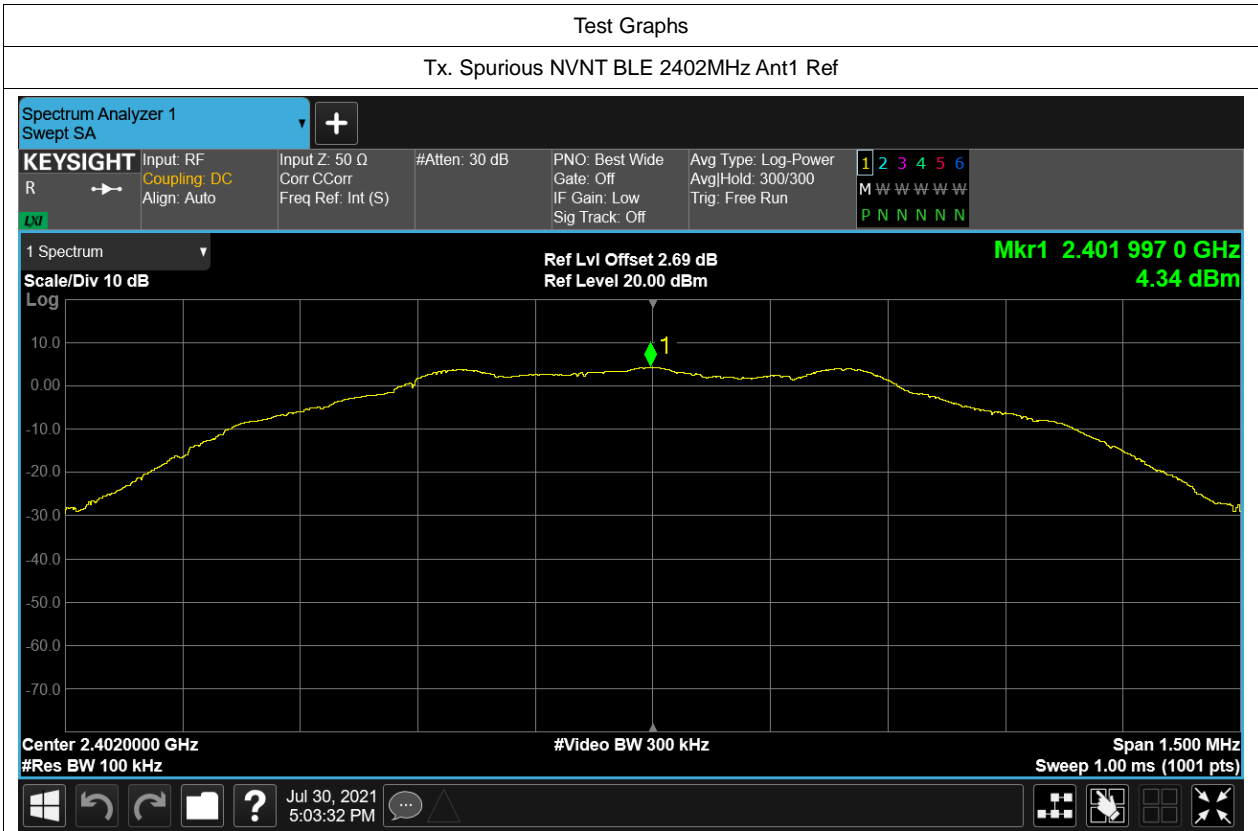 Test Graphs
Tx. Spurious NVNT BLE 2402MHz Ant1 Ref
Spectrum Analyzer 1
Swept SA
KEYSIGHT
R
LXI
Input: RF
Coupling: DC
Align: Auto
Input Z: 50 Ω
Corr CCorr
Freq Ref: Int (S)
#Atten: 30 dB
PNO: Best Wide
Gate: Off
IF Gain: Low
Sig Track: Off
Avg Type: Log-Power
Avg|Hold: 300/300
Trig: Free Run
1 2 3 4 5 6
M W W W W W
P N N N N N
1 Spectrum
Scale/Div 10 dB
Log
Ref Lvl Offset 2.69 dB
Ref Level 20.00 dBm
Mkr1 2.401 997 0 GHz
4.34 dBm
1
10.0
0.00
-10.0
-20.0
-30.0
-40.0
-50.0
-60.0
-70.0
Center 2.4020000 GHz
#Res BW 100 kHz
#Video BW 300 kHz
Span 1.500 MHz
Sweep 1.00 ms (1001 pts)
?
Jul 30, 2021
5:03:32 PM